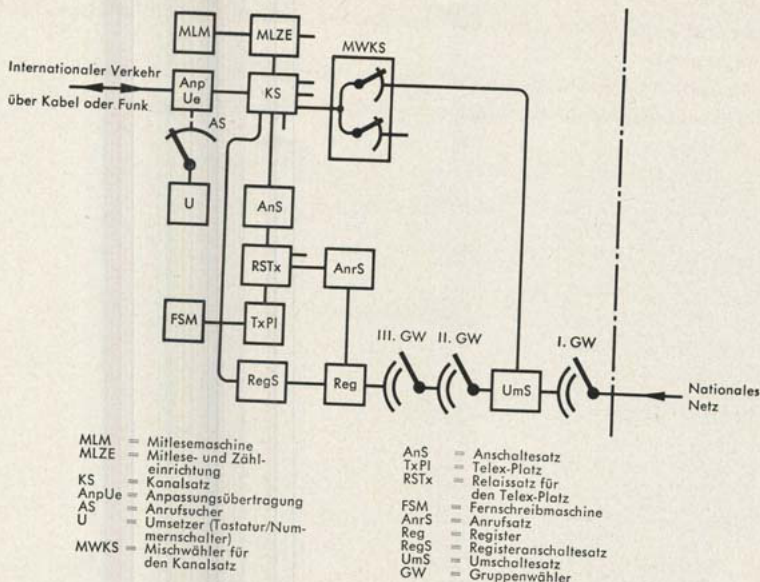 MLM
MLZE
MWKS
Internationaler Verkehr
über Kabel oder Funk
Anp
Ue
KS
AS
U
AnS
RSTx
AnrS
FSM
TxPl
III. GW
II. GW
I. GW
RegS
Reg
UmS
Nationales
Netz
MLM = Mitlesemaschine
MLZE = Mitlese- und Zähl-
einrichtung
KS = Kanalsatz
AnpUe = Anpassungsübertragung
AS = Anrufsucher
U = Umsetzer (Tastatur/Num-
mernschalter)
MWKS = Mischwähler für
den Kanalsatz
AnS = Anschaltesatz
TxPl = Telex-Platz
RSTx = Relaissatz für
den Telex-Platz
FSM = Fernschreibmaschine
AnrS = Anrufsatz
Reg = Register
RegS = Registeranschaltesatz
UmS = Umschaltesatz
GW = Gruppenwähler